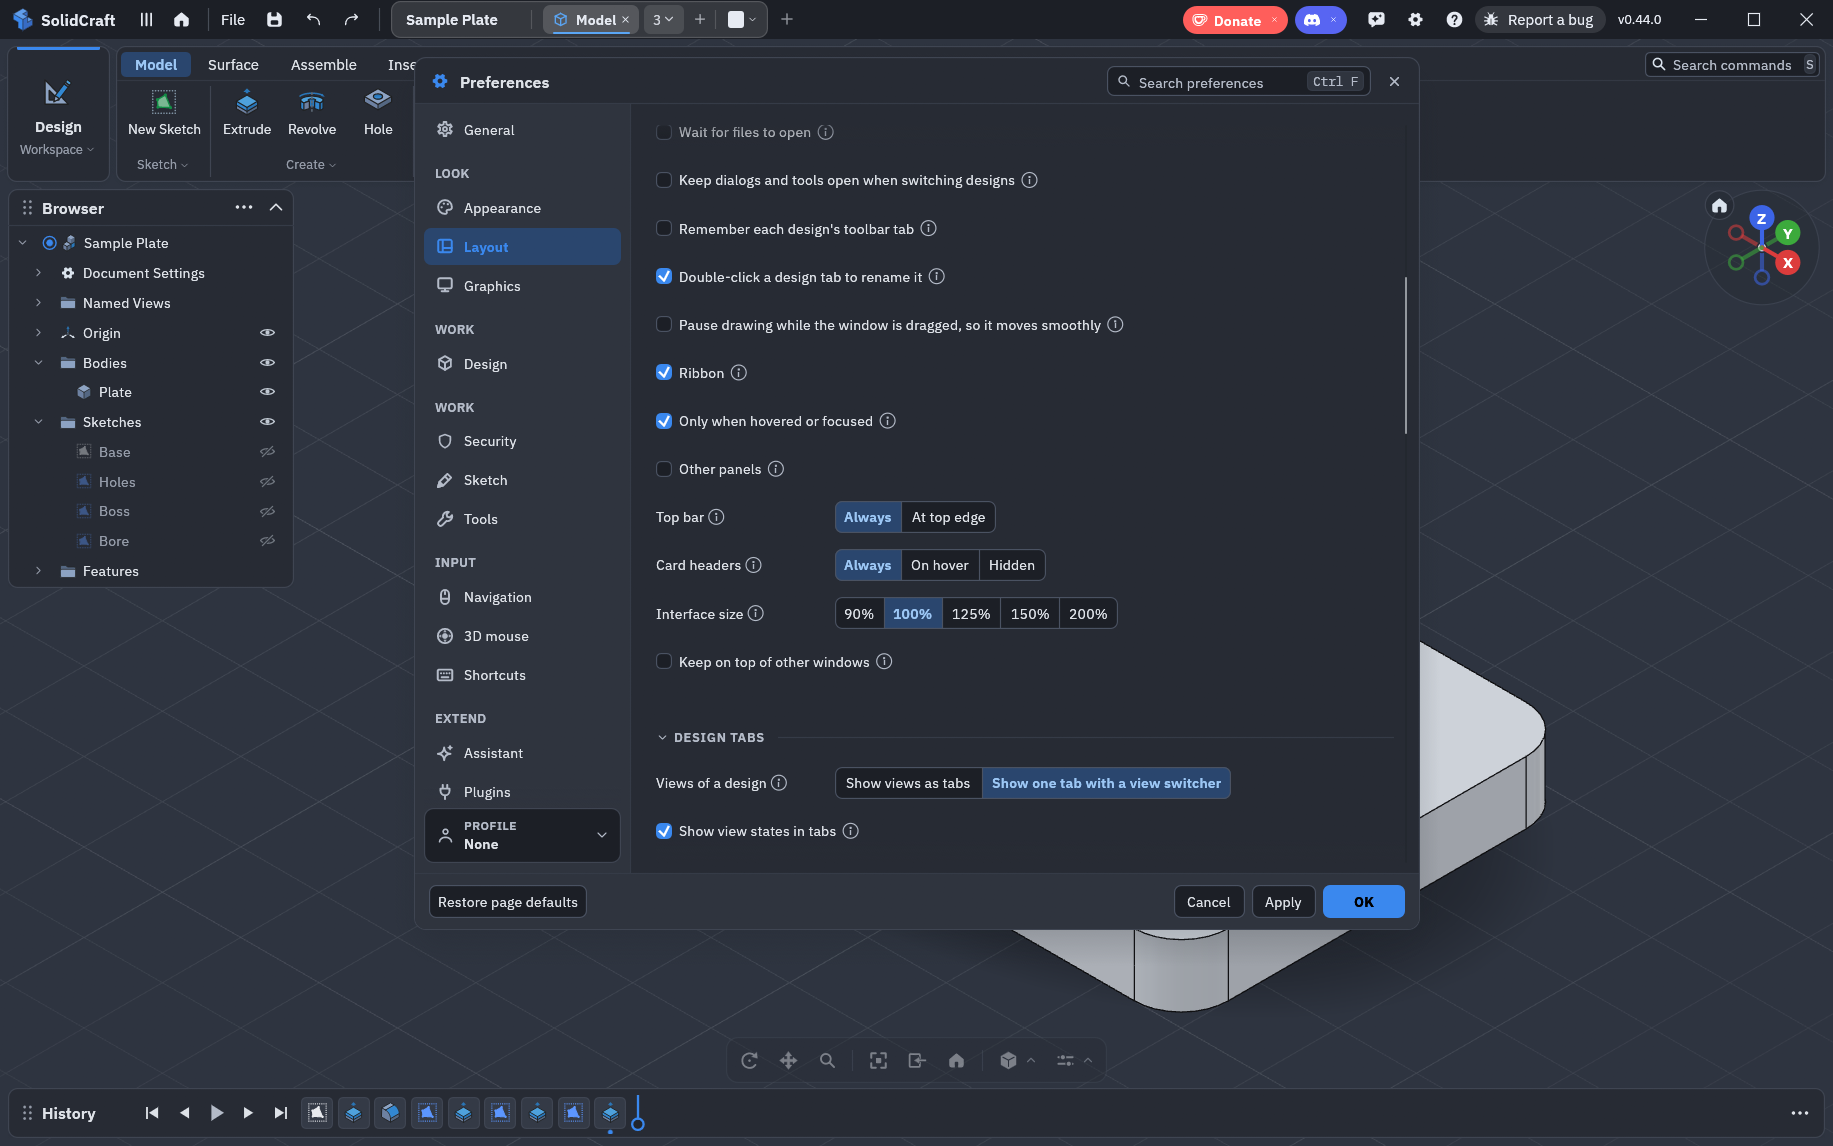 SolidCraft
File
Sample Plate
Model
3
Donate
Report a bug
v0.44.0
Design
Workspace
Model
Surface
Assemble
Inse
Search commands
S
New Sketch
Extrude
Revolve
Hole
Sketch
Create
Browser
Sample Plate
Document Settings
Named Views
Origin
Bodies
Plate
Sketches
Base
Holes
Boss
Bore
Features
Preferences
Search preferences
Ctrl F
General
LOOK
Appearance
Layout
Graphics
WORK
Design
WORK
Security
Sketch
Tools
INPUT
Navigation
3D mouse
Shortcuts
EXTEND
Assistant
Plugins
PROFILE
None
Wait for files to open
Keep dialogs and tools open when switching designs
Remember each design's toolbar tab
Double-click a design tab to rename it
Pause drawing while the window is dragged, so it moves smoothly
Ribbon
Only when hovered or focused
Other panels
Top bar
Always
At top edge
Card headers
Always
On hover
Hidden
Interface size
90%
100%
125%
150%
200%
Keep on top of other windows
DESIGN TABS
Views of a design
Show views as tabs
Show one tab with a view switcher
Show view states in tabs
Restore page defaults
Cancel
Apply
OK
Z
Y
X
History